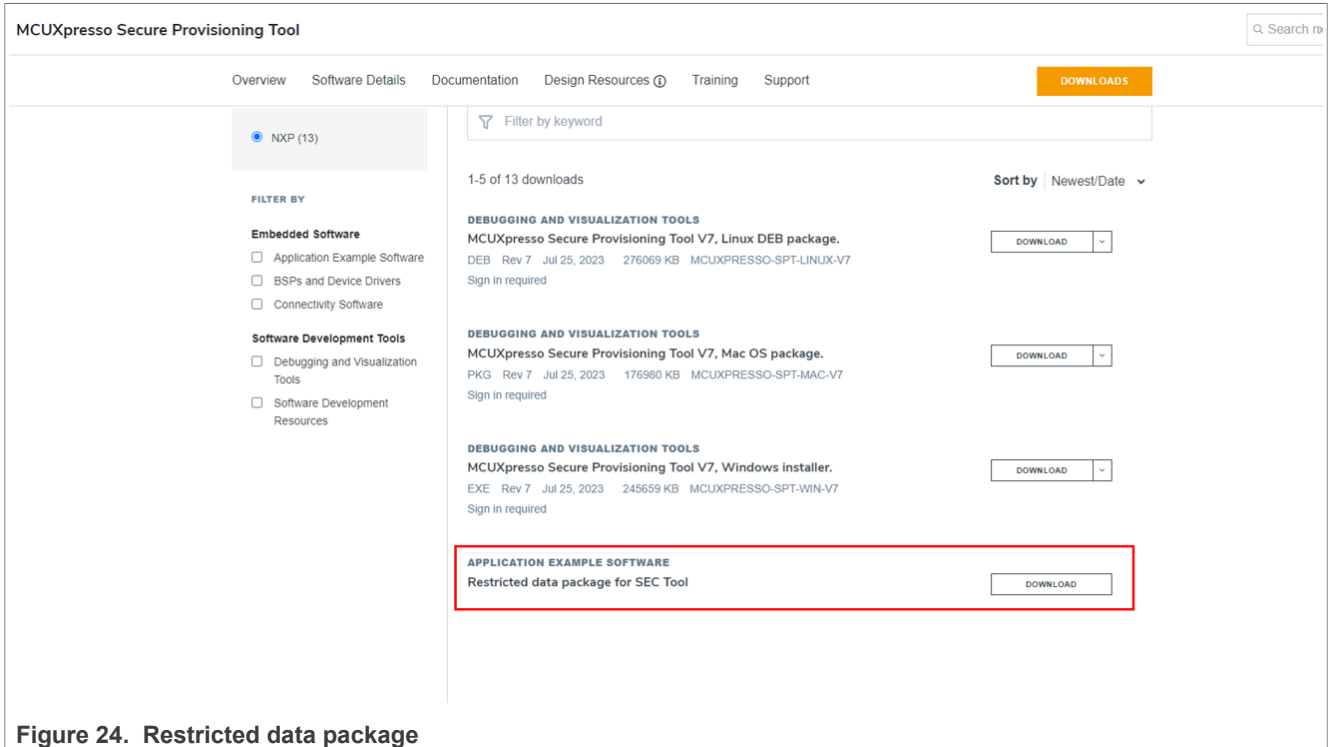 MCUXpresso Secure Provisioning Tool
Search
Overview Software Details Documentation Design Resources Training Support
DOWNLOADS
NXP (13)
FILTER BY
Embedded Software
Application Example Software
BSPs and Device Drivers
Connectivity Software
Software Development Tools
Debugging and Visualization
Tools
Software Development
Resources
Filter by keyword
1-5 of 13 downloads
Sort by Newest/Date
DEBUGGING AND VISUALIZATION TOOLS
MCUXpresso Secure Provisioning Tool V7, Linux DEB package.
DOWNLOAD
DEB Rev 7 Jul 25, 2023 276069 KB MCUXPRESSO-SPT-LINUX-V7
Sign in required
DEBUGGING AND VISUALIZATION TOOLS
MCUXpresso Secure Provisioning Tool V7, Mac OS package.
DOWNLOAD
PKG Rev 7 Jul 25, 2023 176980 KB MCUXPRESSO-SPT-MAC-V7
Sign in required
DEBUGGING AND VISUALIZATION TOOLS
MCUXpresso Secure Provisioning Tool V7, Windows installer.
DOWNLOAD
EXE Rev 7 Jul 25, 2023 245659 KB MCUXPRESSO-SPT-WIN-V7
Sign in required
APPLICATION EXAMPLE SOFTWARE
Restricted data package for SEC Tool
DOWNLOAD
Figure 24. Restricted data package